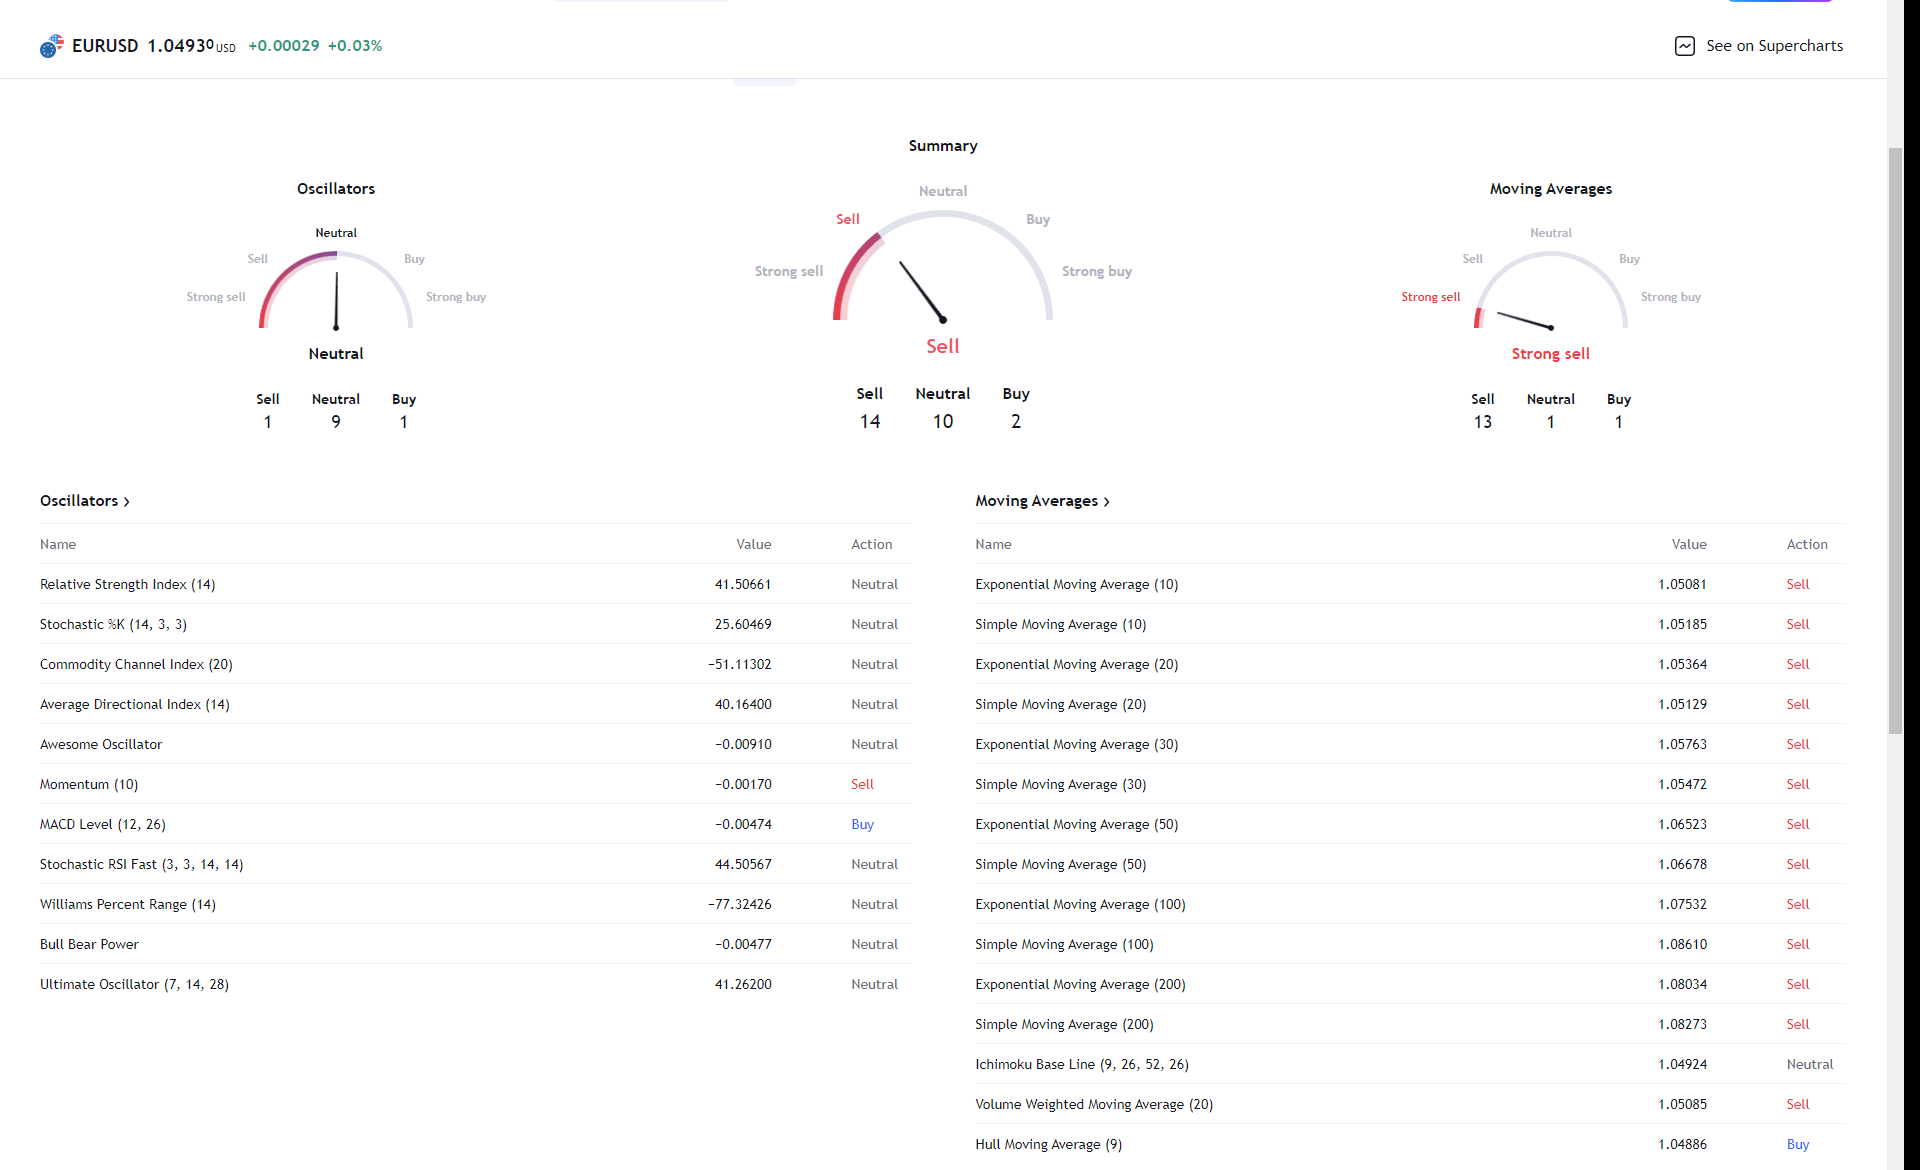 EURUSD 1.04930 USD +0.00029 +0.03%
See on Supercharts
Oscillators
Neutral
Sell
Buy
Strong sell
Strong buy
Neutral
Sell Neutral Buy
1 9 1
Summary
Neutral
Sell
Buy
Strong sell
Strong buy
Sell
Sell Neutral Buy
14 10 2
Moving Averages
Neutral
Sell
Buy
Strong sell
Strong buy
Strong sell
Sell Neutral Buy
13 1 1
Oscillators >
Name Value Action
Relative Strength Index (14) 41.50661 Neutral
Stochastic %K (14, 3, 3) 25.60469 Neutral
Commodity Channel Index (20) −51.11302 Neutral
Average Directional Index (14) 40.16400 Neutral
Awesome Oscillator −0.00910 Neutral
Momentum (10) −0.00170 Sell
MACD Level (12, 26) −0.00474 Buy
Stochastic RSI Fast (3, 3, 14, 14) 44.50567 Neutral
Williams Percent Range (14) −77.32426 Neutral
Bull Bear Power −0.00477 Neutral
Ultimate Oscillator (7, 14, 28) 41.26200 Neutral
Moving Averages >
Name Value Action
Exponential Moving Average (10) 1.05081 Sell
Simple Moving Average (10) 1.05185 Sell
Exponential Moving Average (20) 1.05364 Sell
Simple Moving Average (20) 1.05129 Sell
Exponential Moving Average (30) 1.05763 Sell
Simple Moving Average (30) 1.05472 Sell
Exponential Moving Average (50) 1.06523 Sell
Simple Moving Average (50) 1.06678 Sell
Exponential Moving Average (100) 1.07532 Sell
Simple Moving Average (100) 1.08610 Sell
Exponential Moving Average (200) 1.08034 Sell
Simple Moving Average (200) 1.08273 Sell
Ichimoku Base Line (9, 26, 52, 26) 1.04924 Neutral
Volume Weighted Moving Average (20) 1.05085 Sell
Hull Moving Average (9) 1.04886 Buy